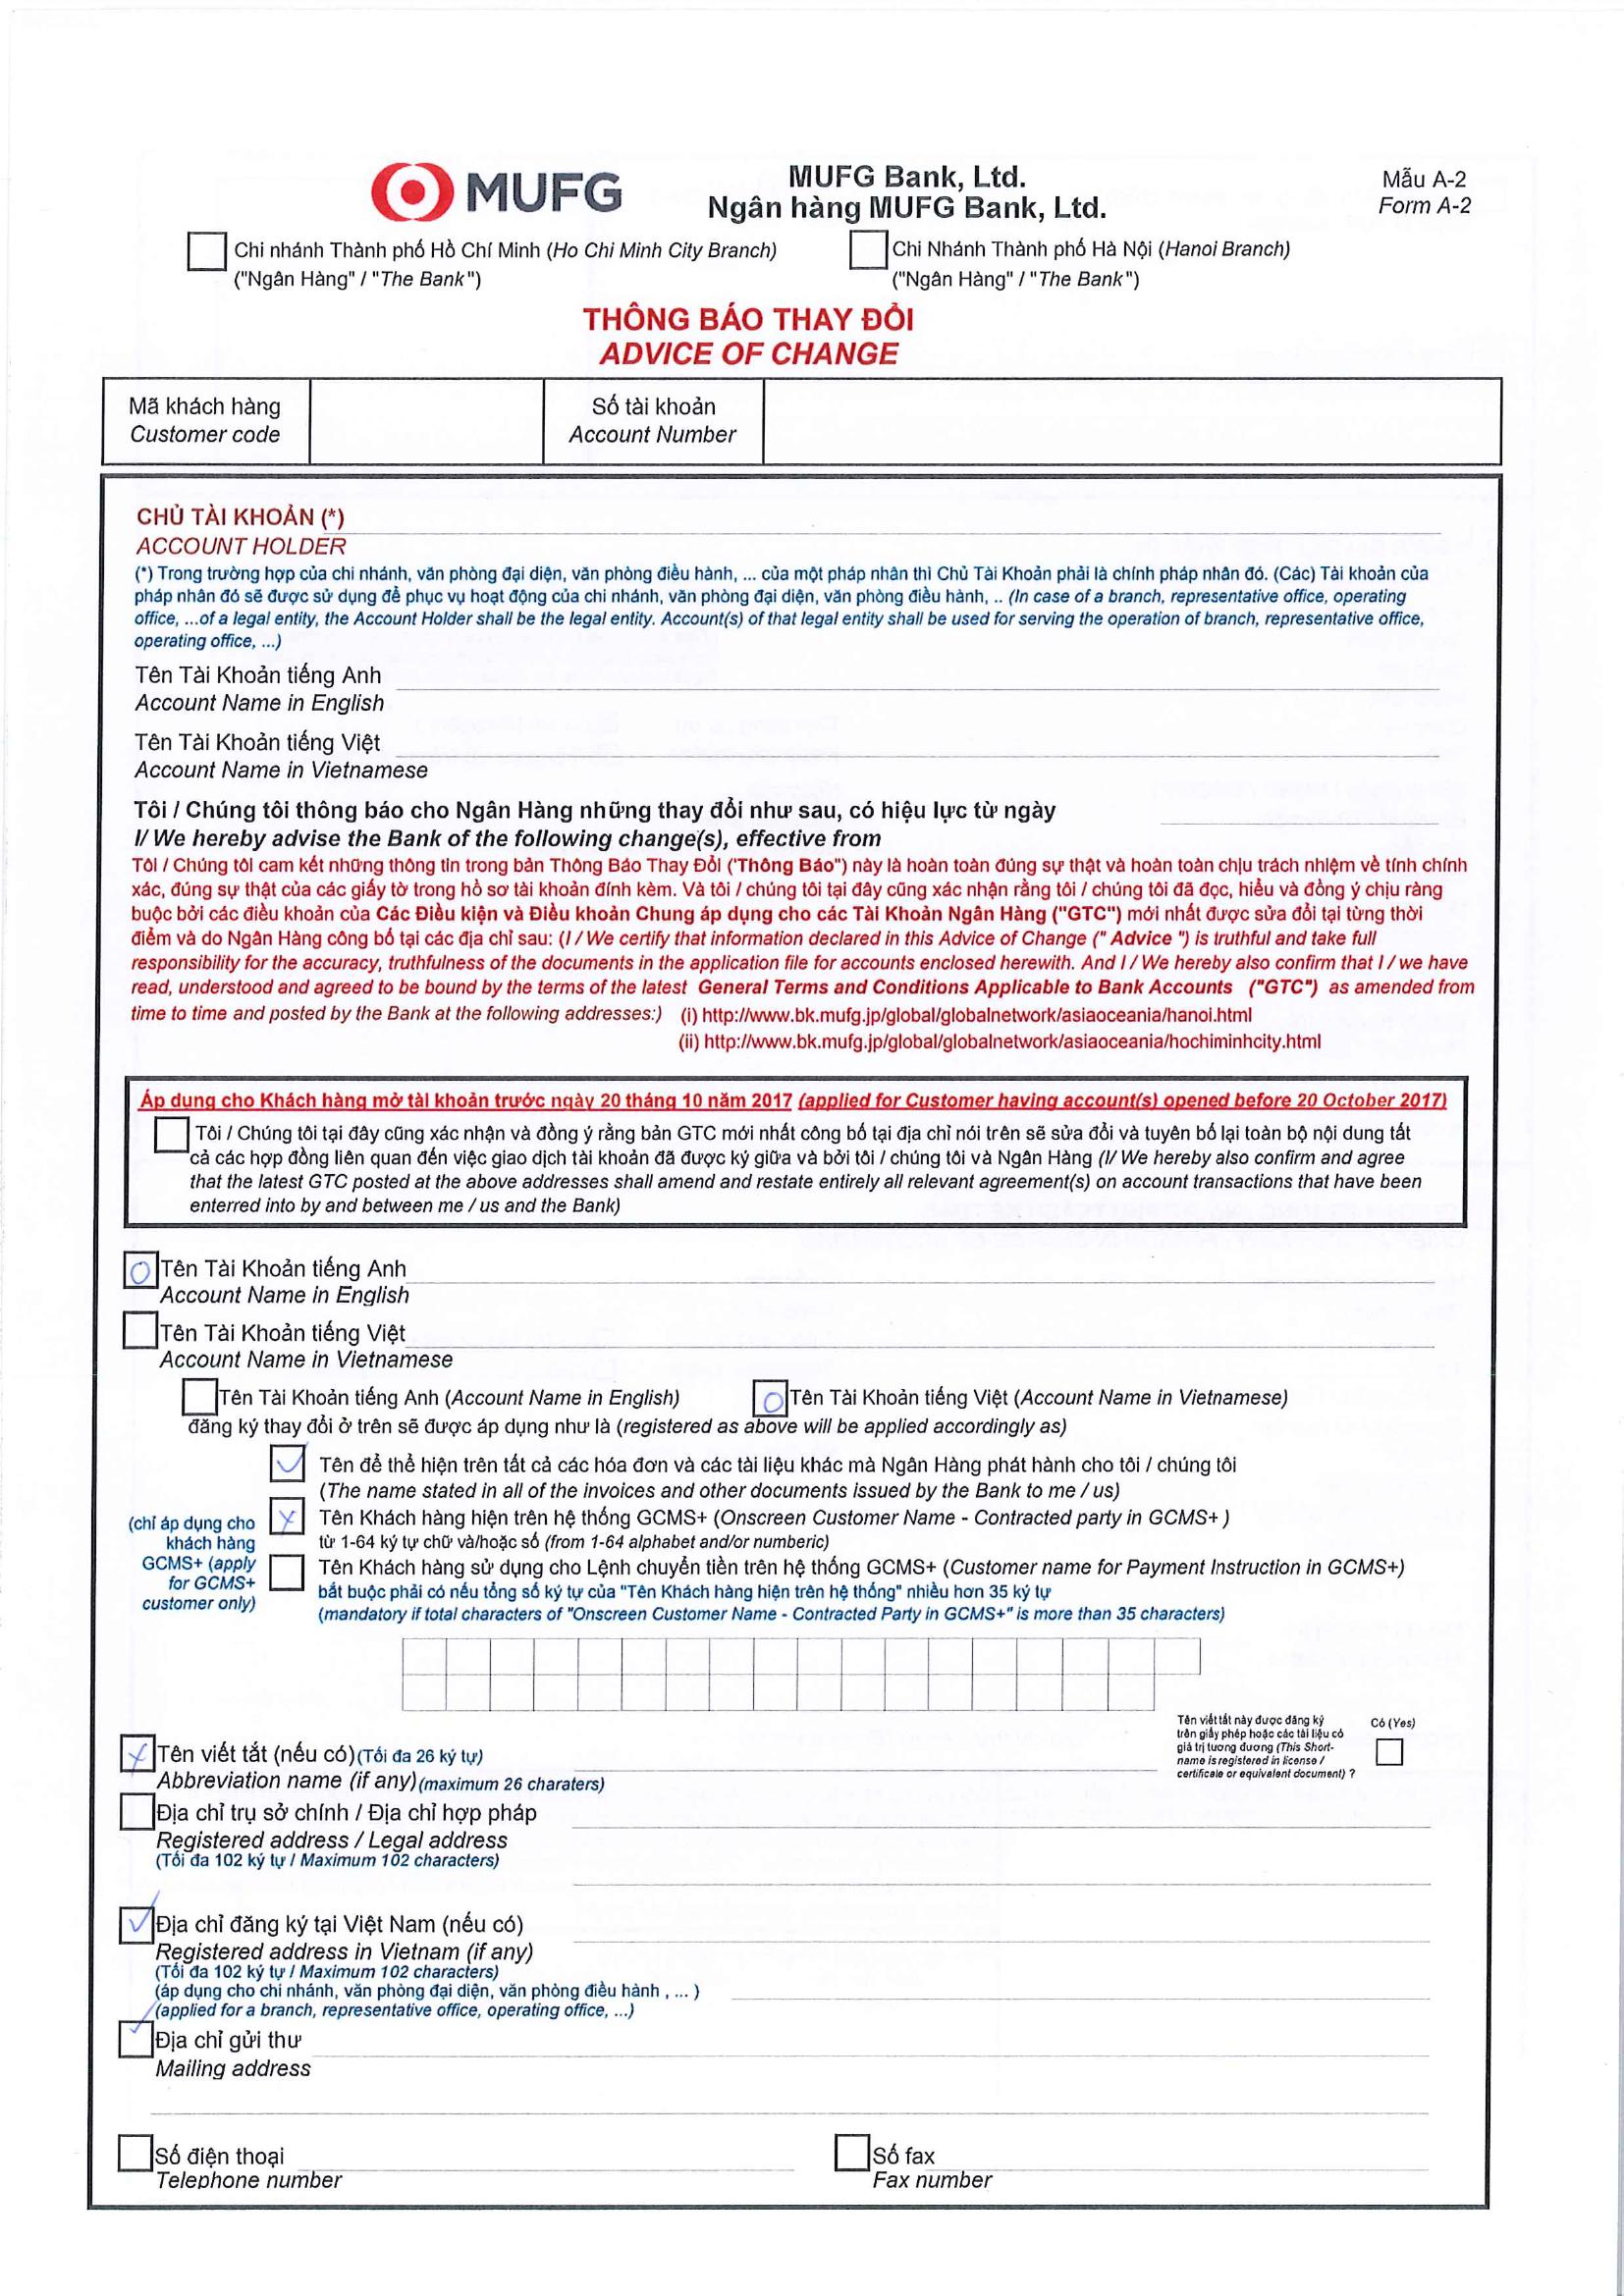 MUFG
MUFG Bank, Ltd.
Ngân hàng MUFG Bank, Ltd.
Mẫu A-2
Form A-2
Chi nhánh Thành phố Hồ Chí Minh (Ho Chi Minh City Branch)
("Ngân Hàng" / "The Bank")
Chi Nhánh Thành phố Hà Nội (Hanoi Branch)
("Ngân Hàng" / "The Bank")
THÔNG BÁO THAY ĐỔI
ADVICE OF CHANGE
Mã khách hàng
Customer code
Số tài khoản
Account Number
CHỦ TÀI KHOẢN (*)
ACCOUNT HOLDER
(*) Trong trường hợp của chi nhánh, văn phòng đại diện, văn phòng điều hành, ... của một pháp nhân thì Chủ Tài Khoản phải là chính pháp nhân đó. (Các) Tài khoản của
pháp nhân đó sẽ được sử dụng để phục vụ hoạt động của chi nhánh, văn phòng đại diện, văn phòng điều hành, .. (In case of a branch, representative office, operating
office, ...of a legal entity, the Account Holder shall be the legal entity. Account(s) of that legal entity shall be used for serving the operation of branch, representative office,
operating office, ...)
Tên Tài Khoản tiếng Anh
Account Name in English
Tên Tài Khoản tiếng Việt
Account Name in Vietnamese
Tôi / Chúng tôi thông báo cho Ngân Hàng những thay đổi như sau, có hiệu lực từ ngày
I/ We hereby advise the Bank of the following change(s), effective from
Tôi / Chúng tôi cam kết những thông tin trong bản Thông Báo Thay Đổi ("Thông Báo") này là hoàn toàn đúng sự thật và hoàn toàn chịu trách nhiệm về tính chính
xác, đúng sự thật của các giấy tờ trong hồ sơ tài khoản đính kèm. Và tôi / chúng tôi tại đây cũng xác nhận rằng tôi / chúng tôi đã đọc, hiểu và đồng ý chịu ràng
buộc bởi các điều khoản của Các Điều kiện và Điều khoản Chung áp dụng cho các Tài Khoản Ngân Hàng ("GTC") mới nhất được sửa đổi tại từng thời
điểm và do Ngân Hàng công bố tại các địa chỉ sau: (I / We certify that information declared in this Advice of Change (" Advice ") is truthful and take full
responsibility for the accuracy, truthfulness of the documents in the application file for accounts enclosed herewith. And I / We hereby also confirm that I / we have
read, understood and agreed to be bound by the terms of the latest General Terms and Conditions Applicable to Bank Accounts ("GTC") as amended from
time to time and posted by the Bank at the following addresses:) (i) http://www.bk.mufg.jp/global/globalnetwork/asiaoceania/hanoi.html
(ii) http://www.bk.mufg.jp/global/globalnetwork/asiaoceania/hochiminhcity.html
Áp dụng cho Khách hàng mở tài khoản trước ngày 20 tháng 10 năm 2017 (applied for Customer having account(s) opened before 20 October 2017)
Tôi / Chúng tôi tại đây cũng xác nhận và đồng ý rằng bản GTC mới nhất công bố tại địa chỉ nói trên sẽ sửa đổi và tuyên bố lại toàn bộ nội dung tất
cả các hợp đồng liên quan đến việc giao dịch tài khoản đã được ký giữa và bởi tôi / chúng tôi và Ngân Hàng (I/ We hereby also confirm and agree
that the latest GTC posted at the above addresses shall amend and restate entirely all relevant agreement(s) on account transactions that have been
enterred into by and between me / us and the Bank)
Tên Tài Khoản tiếng Anh
Account Name in English
Tên Tài Khoản tiếng Việt
Account Name in Vietnamese
Tên Tài Khoản tiếng Anh (Account Name in English)
Tên Tài Khoản tiếng Việt (Account Name in Vietnamese)
đăng ký thay đổi ở trên sẽ được áp dụng như là (registered as above will be applied accordingly as)
Tên để thể hiện trên tất cả các hóa đơn và các tài liệu khác mà Ngân Hàng phát hành cho tôi / chúng tôi
(The name stated in all of the invoices and other documents issued by the Bank to me / us)
(chỉ áp dụng cho
khách hàng
GCMS+ (apply
for GCMS+
customer only)
Tên Khách hàng hiện trên hệ thống GCMS+ (Onscreen Customer Name - Contracted party in GCMS+ )
từ 1-64 ký tự chữ và/hoặc số (from 1-64 alphabet and/or numberic)
Tên Khách hàng sử dụng cho Lệnh chuyển tiền trên hệ thống GCMS+ (Customer name for Payment Instruction in GCMS+)
bắt buộc phải có nếu tổng số ký tự của "Tên Khách hàng hiện trên hệ thống" nhiều hơn 35 ký tự
(mandatory if total characters of "Onscreen Customer Name - Contracted Party in GCMS+" is more than 35 characters)
Tên viết tắt (nếu có)(Tối đa 26 ký tự)
Abbreviation name (if any)(maximum 26 charaters)
Tên viết tắt này được đăng ký
trên giấy phép hoặc các tài liệu có
giá trị tương đương (This Short-
name is registered in license /
certificate or equivalent document) ?
Có (Yes)
Địa chỉ trụ sở chính / Địa chỉ hợp pháp
Registered address / Legal address
(Tối đa 102 ký tự / Maximum 102 characters)
Địa chỉ đăng ký tại Việt Nam (nếu có)
Registered address in Vietnam (if any)
(Tối đa 102 ký tự / Maximum 102 characters)
(áp dụng cho chi nhánh, văn phòng đại diện, văn phòng điều hành , ... )
(applied for a branch, representative office, operating office, ...)
Địa chỉ gửi thư
Mailing address
Số điện thoại
Telephone number
Số fax
Fax number